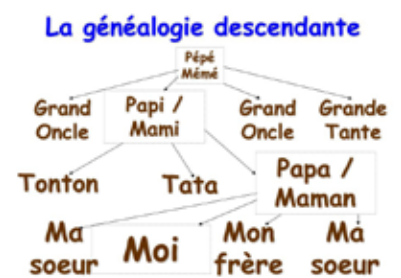 La généalogie descendante
Pépé
Mémé
Grand Oncle
Papi /
Mami
Grand Oncle
Grande Tante
Tonton
Tata
Papa /
Maman
Ma soeur
Moi
Mon frère
Ma soeur